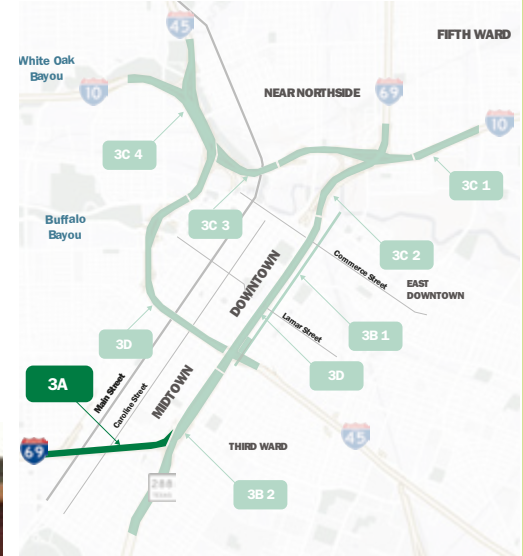 45
FIFTH WARD
White Oak
Bayou
10
NEAR NORTHSIDE
69
10
3C 4
3C 1
3C 3
Buffalo
Bayou
3C 2
Commerce Street
DOWNTOWN
EAST
DOWNTOWN
Lamar Street
3B 1
3D
3D
3A
Main Street
Caroline Street
MIDTOWN
69
THIRD WARD
45
288
TEXAS
3B 2